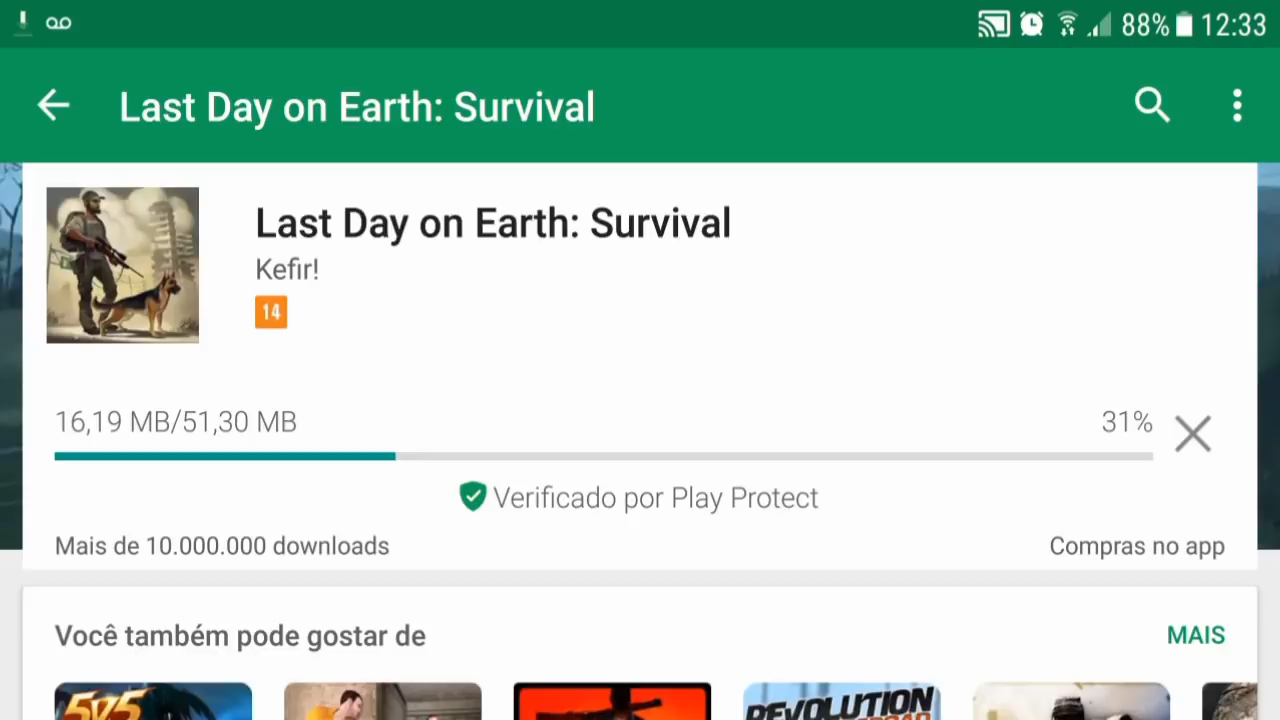 88% 12:33
Last Day on Earth: Survival
Last Day on Earth: Survival
Kefir!
14
16,19 MB/51,30 MB 31%
Verificado por Play Protect
Mais de 10.000.000 downloads Compras no app
Você também pode gostar de MAIS
5v5 REVOLUTION